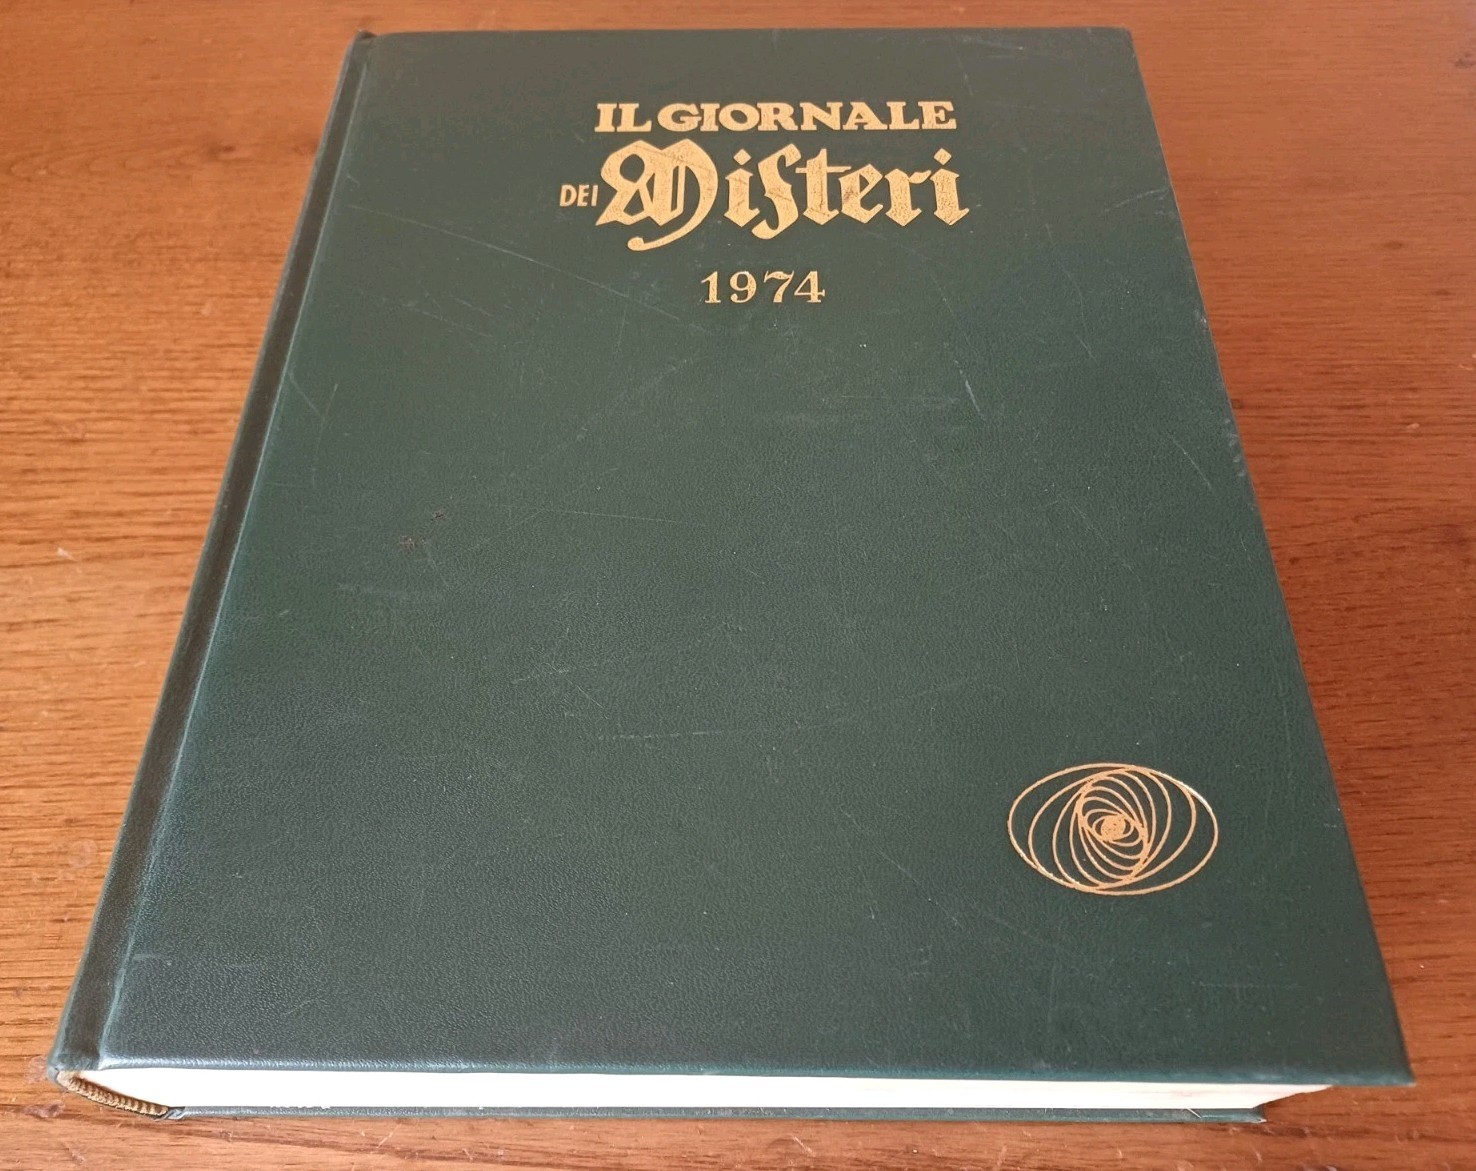 IL GIORNALE
DEI Misteri
1974